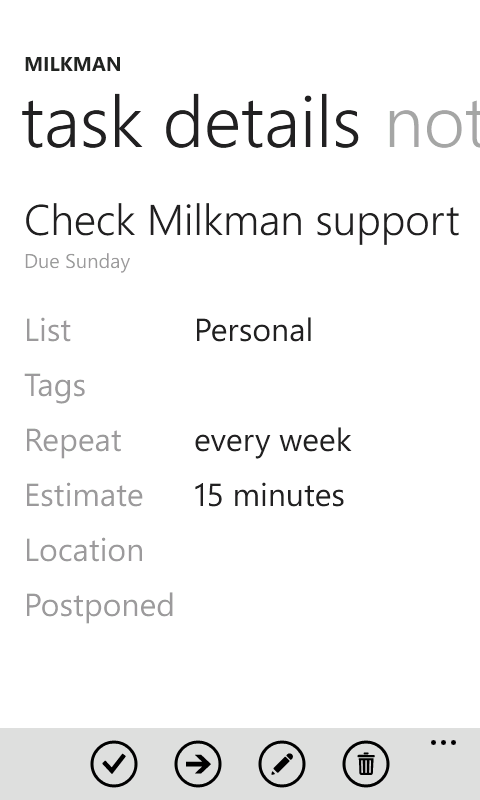 MILKMAN
task details not
Check Milkman support
Due Sunday
List Personal
Tags
Repeat every week
Estimate 15 minutes
Location
Postponed